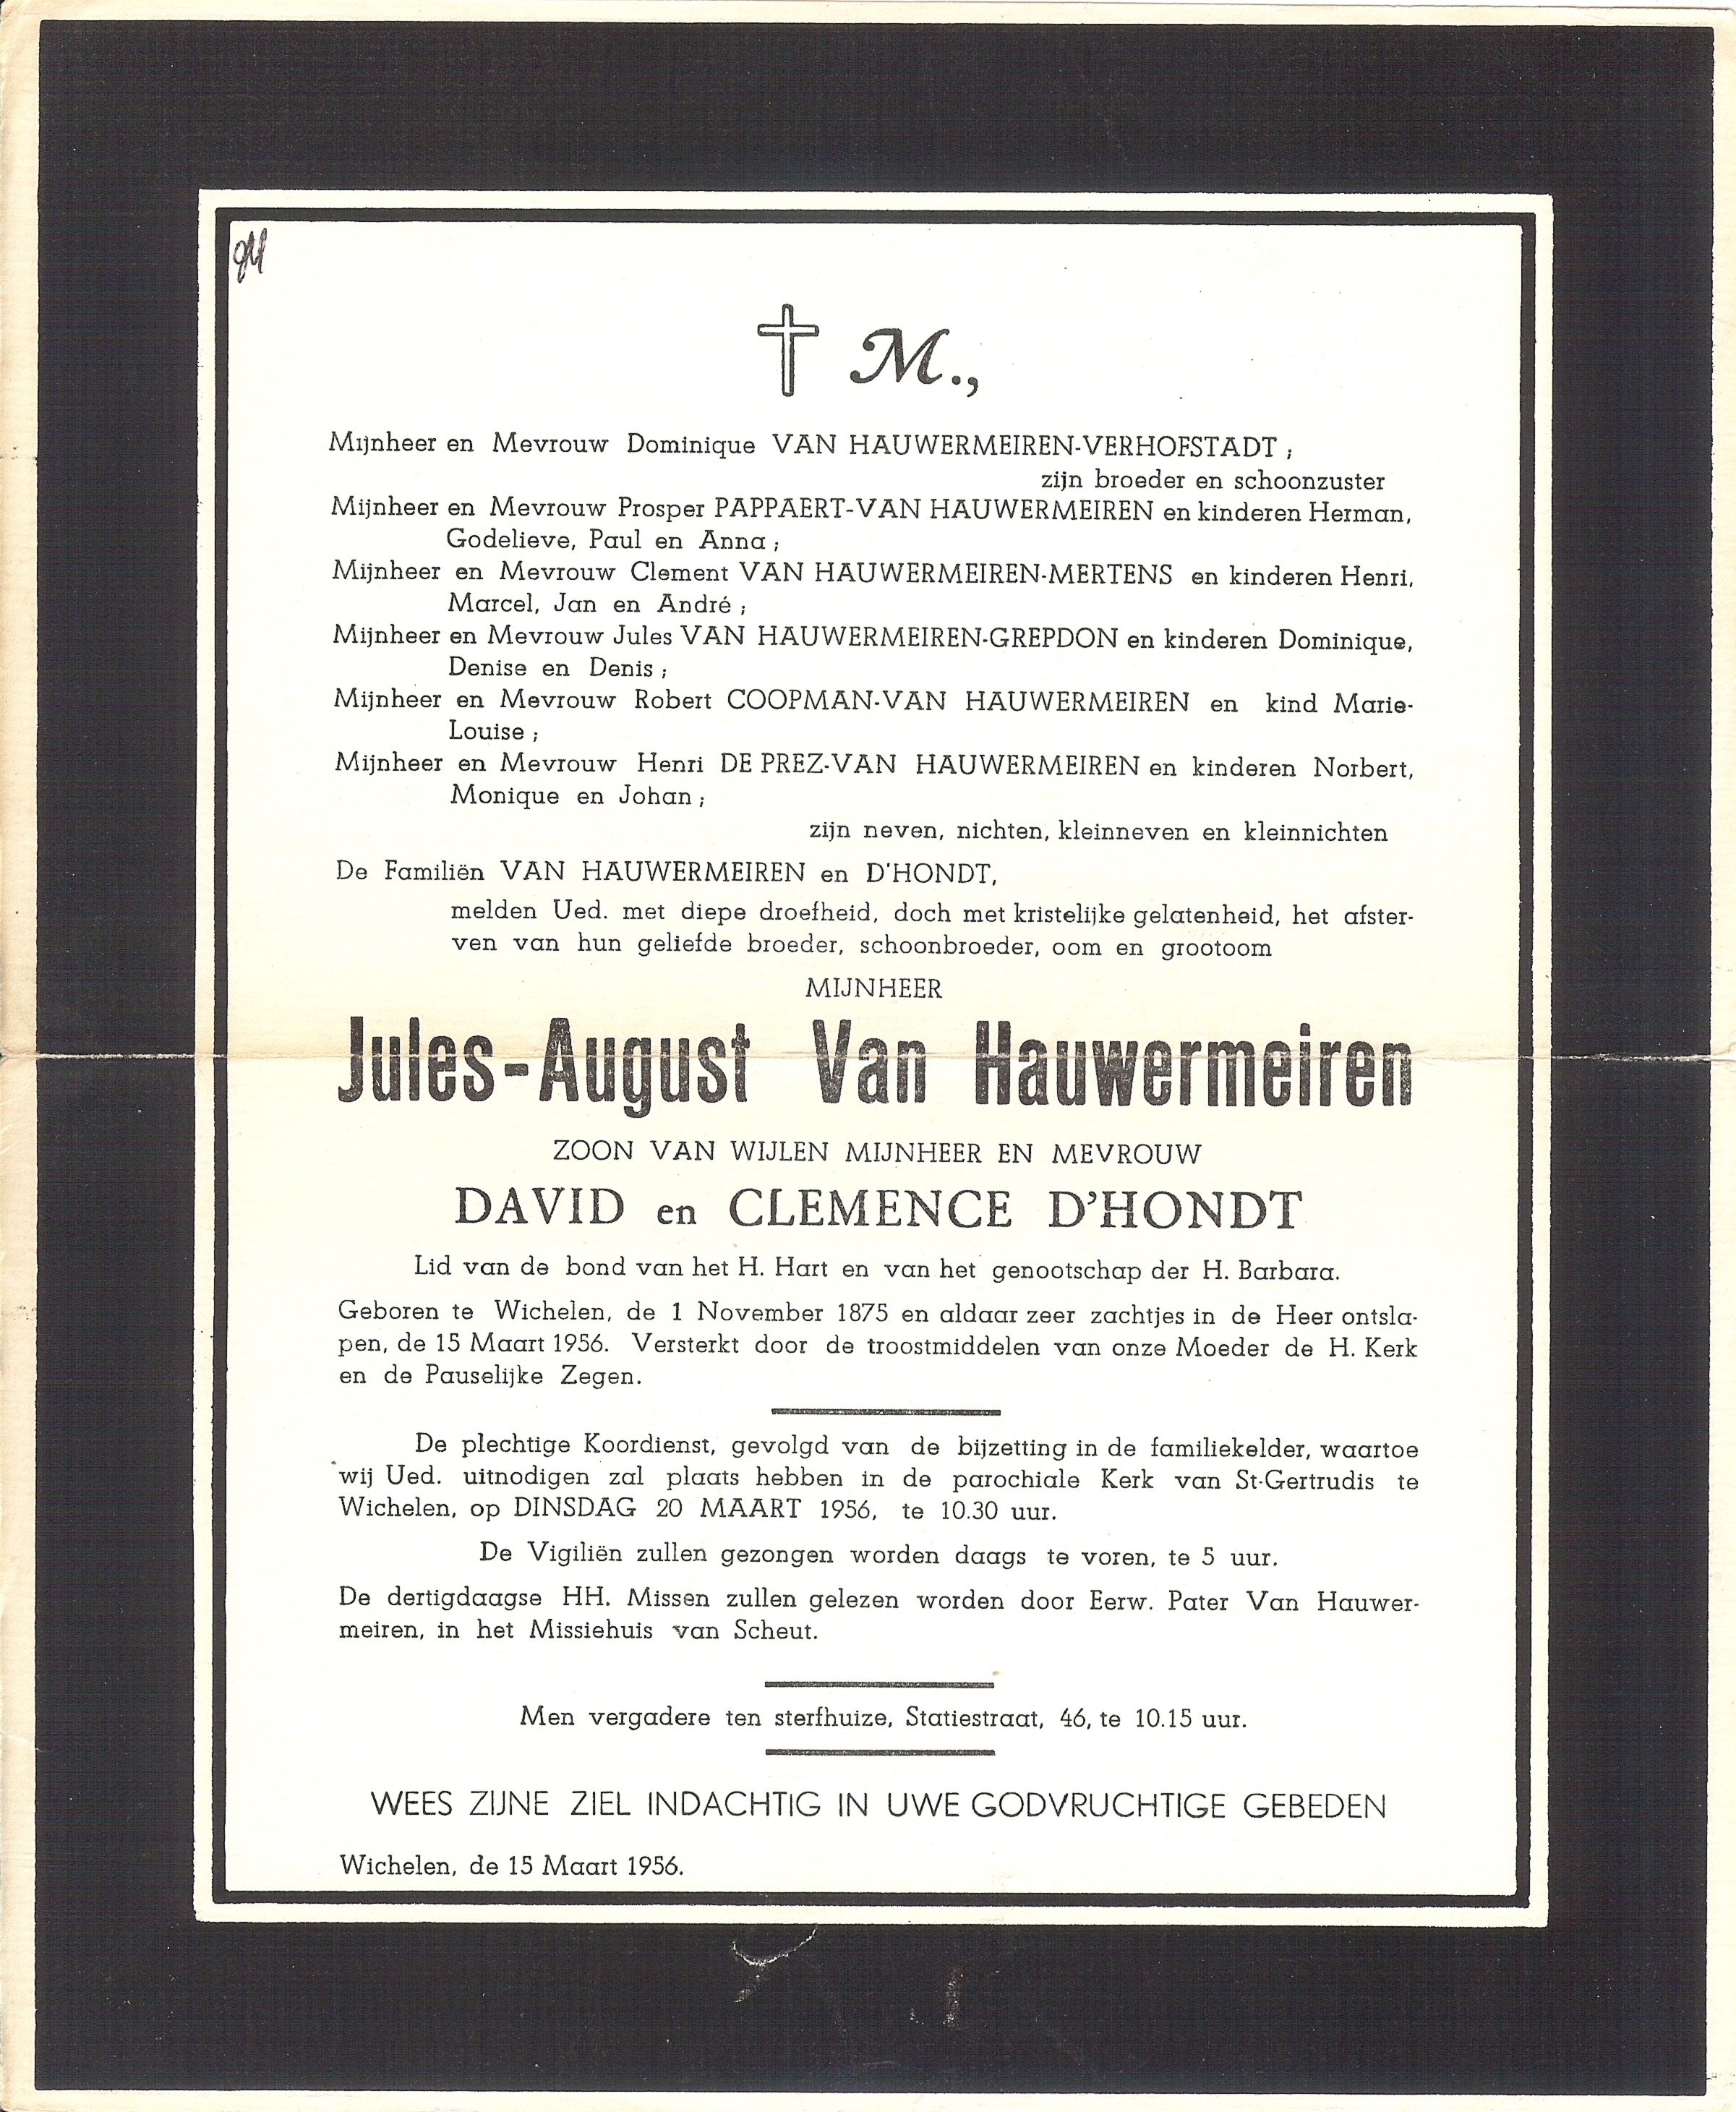 M.,
Mijnheer en Mevrouw Dominique VAN HAUWERMEIREN-VERHOFSTADT ;
zijn broeder en schoonzuster
Mijnheer en Mevrouw Prosper PAPPAERT-VAN HAUWERMEIREN en kinderen Herman,
Godelieve, Paul en Anna ;
Mijnheer en Mevrouw Clement VAN HAUWERMEIREN-MERTENS en kinderen Henri,
Marcel, Jan en André ;
Mijnheer en Mevrouw Jules VAN HAUWERMEIREN-GREPDON en kinderen Dominique,
Denise en Denis ;
Mijnheer en Mevrouw Robert COOPMAN-VAN HAUWERMEIREN en kind Marie-
Louise ;
Mijnheer en Mevrouw Henri DE PREZ-VAN HAUWERMEIREN en kinderen Norbert,
Monique en Johan ;
zijn neven, nichten, kleinneven en kleinnichten
De Familiën VAN HAUWERMEIREN en D'HONDT,
melden Ued. met diepe droefheid, doch met kristelijke gelatenheid, het afster-
ven van hun geliefde broeder, schoonbroeder, oom en grootoom
MIJNHEER
Jules-August Van Hauwermeiren
ZOON VAN WIJLEN MIJNHEER EN MEVROUW
DAVID en CLEMENCE D'HONDT
Lid van de bond van het H. Hart en van het genootschap der H. Barbara.
Geboren te Wichelen, de 1 November 1875 en aldaar zeer zachtjes in de Heer ontsla-
pen, de 15 Maart 1956. Versterkt door de troostmiddelen van onze Moeder de H. Kerk
en de Pauselijke Zegen.
De plechtige Koordienst, gevolgd van de bijzetting in de familiekelder, waartoe
wij Ued. uitnodigen zal plaats hebben in de parochiale Kerk van St-Gertrudis te
Wichelen, op DINSDAG 20 MAART 1956, te 10.30 uur.
De Vigiliën zullen gezongen worden daags te voren, te 5 uur.
De dertigdaagse HH. Missen zullen gelezen worden door Eerw. Pater Van Hauwer-
meiren, in het Missiehuis van Scheut.
Men vergadere ten sterfhuize, Statiestraat, 46, te 10.15 uur.
WEES ZIJNE ZIEL INDACHTIG IN UWE GODVRUCHTIGE GEBEDEN
Wichelen, de 15 Maart 1956.